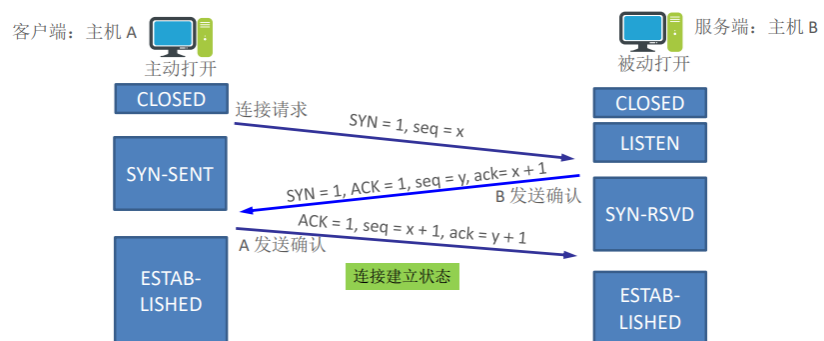 客户端：主机 A
服务端：主机 B
主动打开
被动打开
CLOSED
CLOSED
连接请求
SYN = 1, seq = x
LISTEN
SYN-SENT
SYN = 1, ACK = 1, seq = y, ack= x + 1
B 发送确认
SYN-RSVD
ACK = 1, seq = x + 1, ack = y + 1
A 发送确认
连接建立状态
ESTAB-
LISHED
ESTAB-
LISHED